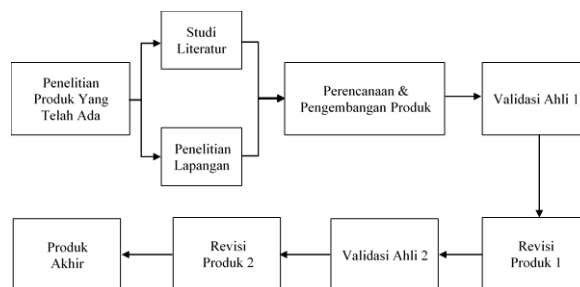 Studi
Literatur
Penelitian
Produk Yang
Telah Ada
Penelitian
Lapangan
Perencanaan &
Pengembangan Produk
Validasi Ahli 1
Revisi
Produk 1
Validasi Ahli 2
Revisi
Produk 2
Produk
Akhir